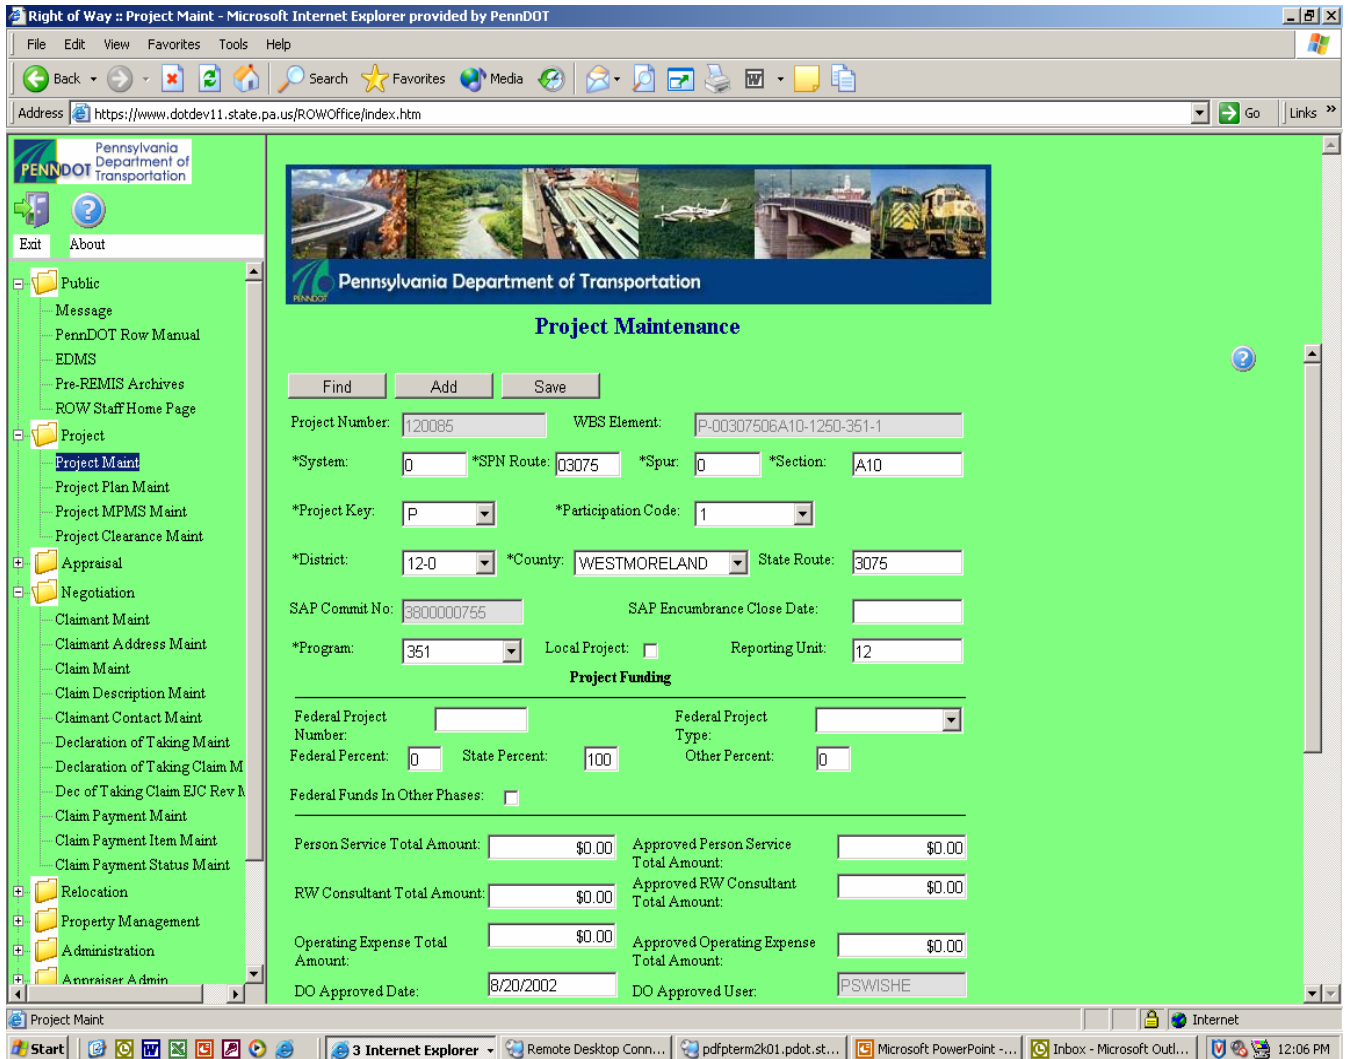 Right of Way :: Project Maint - Microsoft Internet Explorer provided by PennDOT
File Edit View Favorites Tools Help
Back Search Favorites Media
Address https://www.dotdev11.state.pa.us/ROWOffice/index.htm Go Links »
PENNDOT Pennsylvania
Department of
Transportation
Exit About
Public
Message
PennDOT Row Manual
EDMS
Pre-REMIS Archives
ROW Staff Home Page
Project
Project Maint
Project Plan Maint
Project MPMS Maint
Project Clearance Maint
Appraisal
Negotiation
Claimant Maint
Claimant Address Maint
Claim Maint
Claim Description Maint
Claimant Contact Maint
Declaration of Taking Maint
Declaration of Taking Claim M
Dec of Taking Claim EJC Rev M
Claim Payment Maint
Claim Payment Item Maint
Claim Payment Status Maint
Relocation
Property Management
Administration
Appraiser Admin
PENNDOT Pennsylvania Department of Transportation
Project Maintenance
Find Add Save
Project Number: 120085 WBS Element: P-00307506A10-1250-351-1
*System: 0 *SPN Route: 03075 *Spur: 0 *Section: A10
*Project Key: P *Participation Code: 1
*District: 12-0 *County: WESTMORELAND State Route: 3075
SAP Commit No: 3800000755 SAP Encumbrance Close Date:
*Program: 351 Local Project: Reporting Unit: 12
Project Funding
Federal Project Number: Federal Project Type:
Federal Percent: 0 State Percent: 100 Other Percent: 0
Federal Funds In Other Phases:
Person Service Total Amount: $0.00 Approved Person Service Total Amount: $0.00
RW Consultant Total Amount: $0.00 Approved RW Consultant Total Amount: $0.00
Operating Expense Total Amount: $0.00 Approved Operating Expense Total Amount: $0.00
DO Approved Date: 8/20/2002 DO Approved User: PSWISHE
Project Maint Internet
Start 3 Internet Explorer Remote Desktop Conn... pdfpterm2k01.pdot.st... Microsoft PowerPoint -... Inbox - Microsoft Outl... 12:06 PM